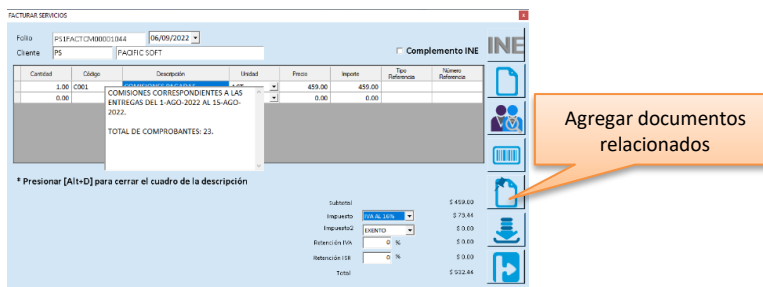 FACTURAR SERVICIOS
x
Folio PS1FACTCM00001044 06/09/2022
Cliente PS PACIFIC SOFT
Complemento INE
INE
Cantidad Código Descripción Unidad Precio Importe Tipo Referencia Número Referencia
1.00 C001 459.00 459.00
0.00 0.00 0.00
COMISIONES CORRESPONDIENTES A LAS
ENTREGAS DEL 1-AGO-2022 AL 15-AGO-
2022.
TOTAL DE COMPROBANTES: 23.
Agregar documentos
relacionados
* Presionar [Alt+D] para cerrar el cuadro de la descripción
Subtotal $ 459.00
Impuesto IVA AL 16% $ 73.44
Impuesto2 EXENTO $ 0.00
Retención IVA 0 % $ 0.00
Retención ISR 0 % $ 0.00
Total $ 532.44